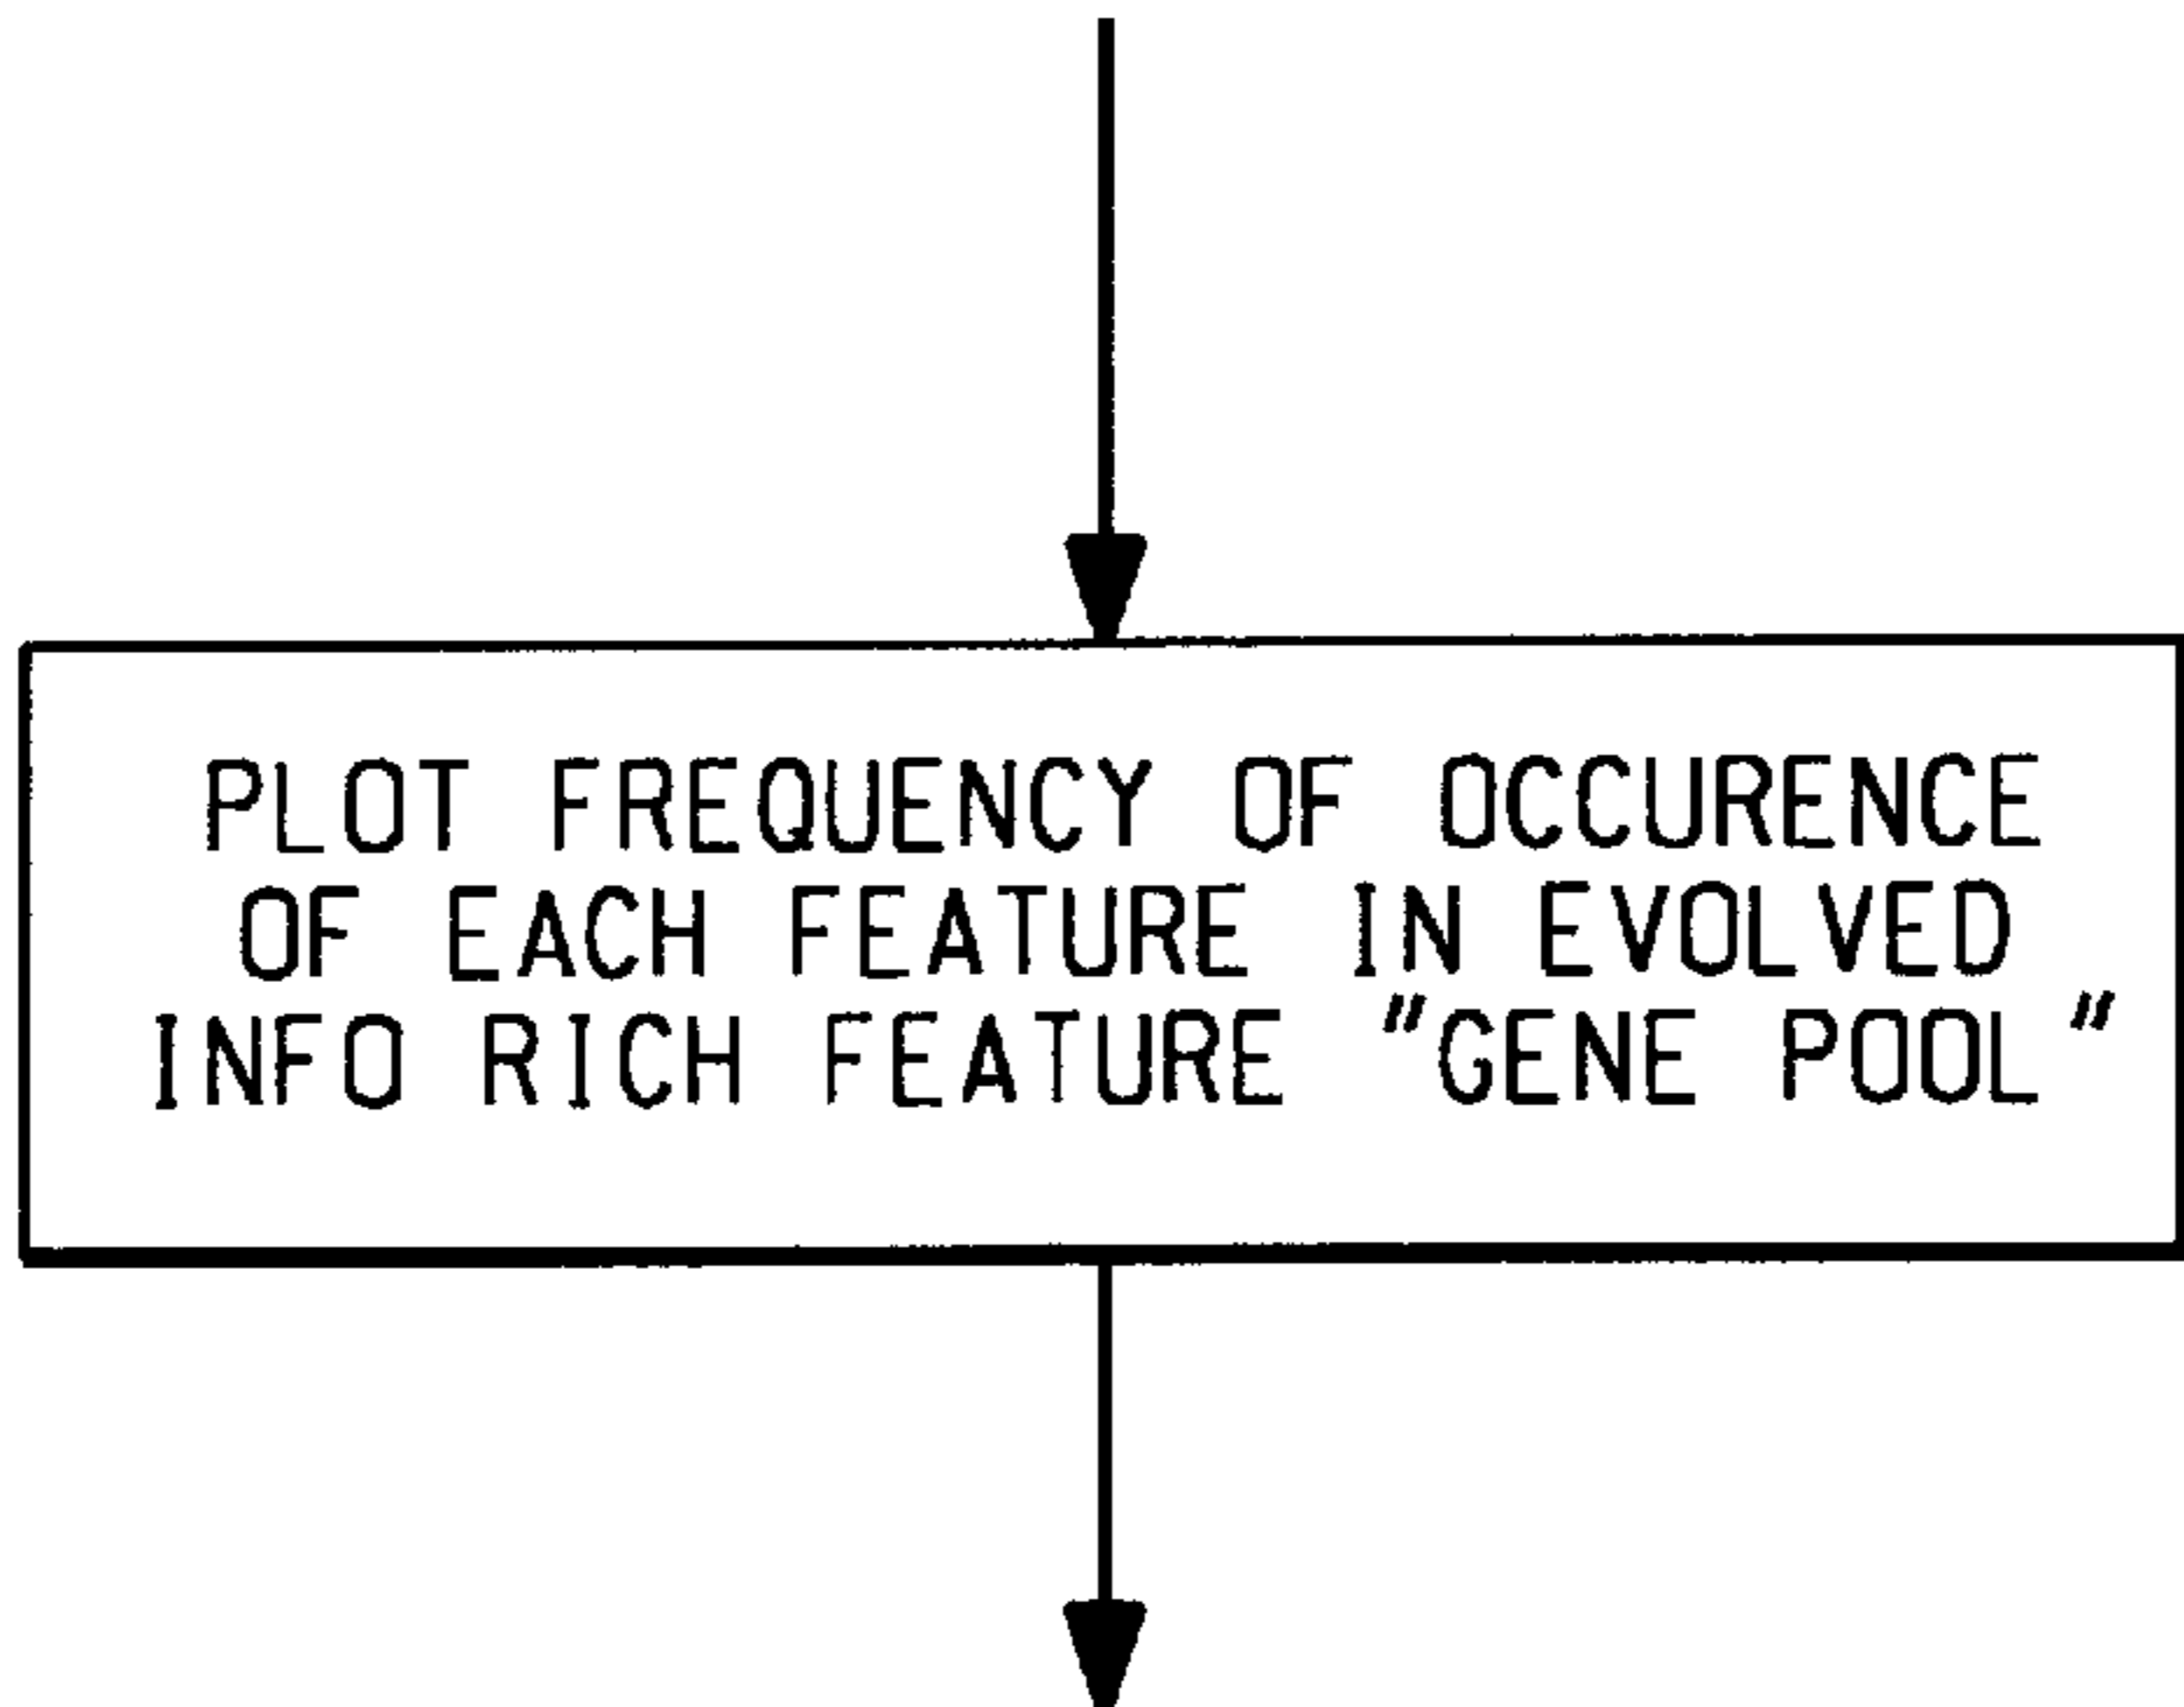 PLOT FREQUENCY OF OCCURENCE
OF EACH FEATURE IN EVOLVED
INFO RICH FEATURE "GENE POOL"